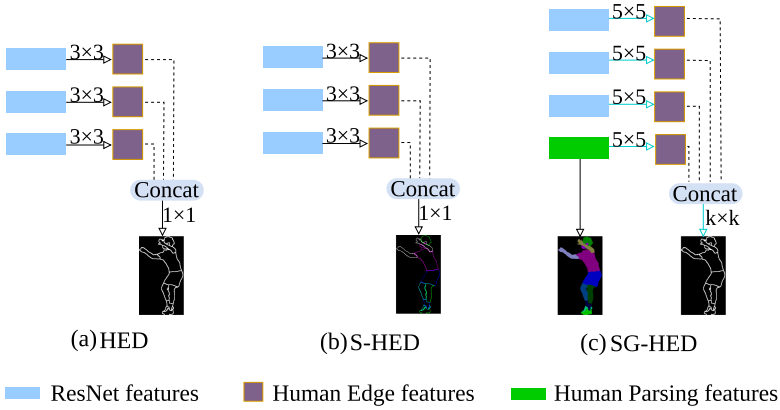 3×3
3×3
3×3
Concat
1×1
(a) HED
3×3
3×3
3×3
Concat
1×1
(b) S-HED
5×5
5×5
5×5
5×5
Concat
k×k
(c) SG-HED
ResNet features
Human Edge features
Human Parsing features